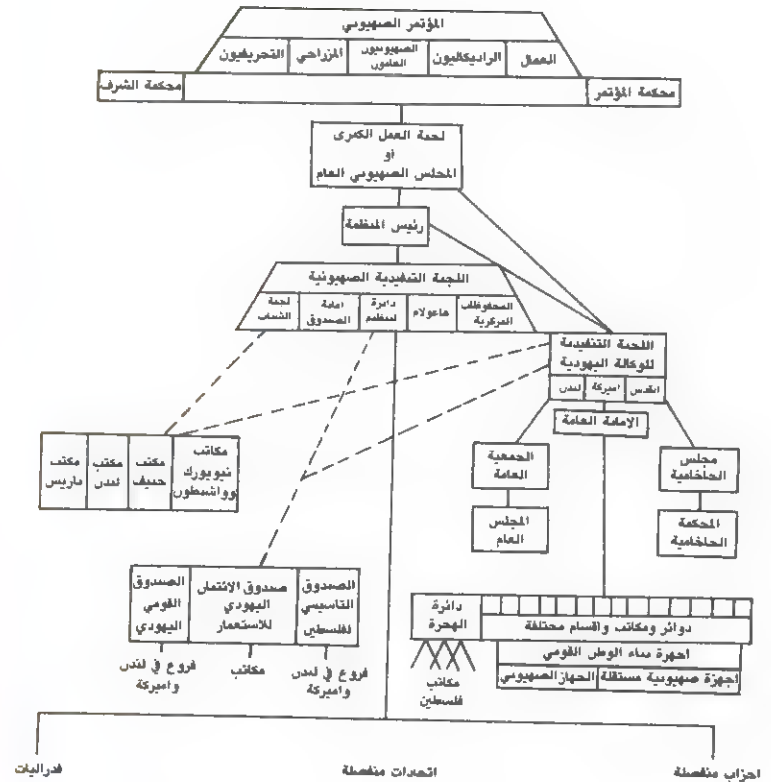 المؤتمر الصهيوني
العمال
الراديكاليون
الصهيونيون
العامون
المزراحي
التحريفيون
محكمة المؤتمر
محكمة الشرف
لجنة العمل الكبرى
أو
المجلس الصهيوني العام
رئيس المنظمة
اللجنة التنفيذية الصهيونية
المركزية
هاعولام
دائرة
التنظيم
امانة
الصندوق
لجنة
الشباب
اللجنة التنفيذية
للوكالة اليهودية
القدس
اميركة
لندن
الامانة العامة
مجلس
الحاخامية
المحكمة
الحاخامية
الجمعية
العامة
المجلس
العام
مكاتب
نيويورك
وواشنطون
مكتب
جنيف
مكتب
لندن
مكتب
باريس
الصندوق
التاسيسي
لفلسطين
صندوق الائتمان
اليهودي
للاستعمار
الصندوق
القومي
اليهودي
فروع في لندن
واميركة
مكاتب
فروع في لندن
واميركة
دائرة
الهجرة
مكاتب
فلسطين
دوائر ومكاتب واقسام مختلفة
اجهزة بناء الوطن القومي
اجهزة صهيونية مستقلة
الجهاز الصهيوني
احزاب منفصلة
اتحادات منفصلة
فدراليات